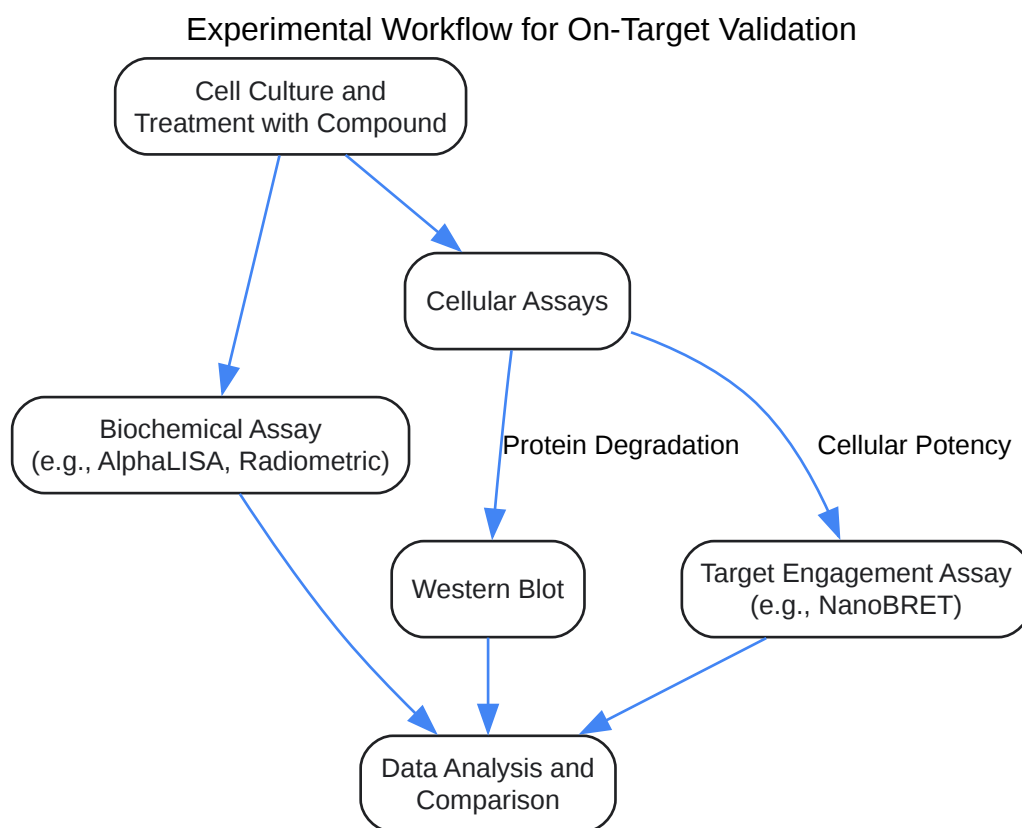 Experimental Workflow for On-Target Validation
Cell Culture and
Treatment with Compound
Cellular Assays
Biochemical Assay
(e.g., AlphaLISA, Radiometric)
Protein Degradation
Cellular Potency
Western Blot
Target Engagement Assay
(e.g., NanoBRET)
Data Analysis and
Comparison